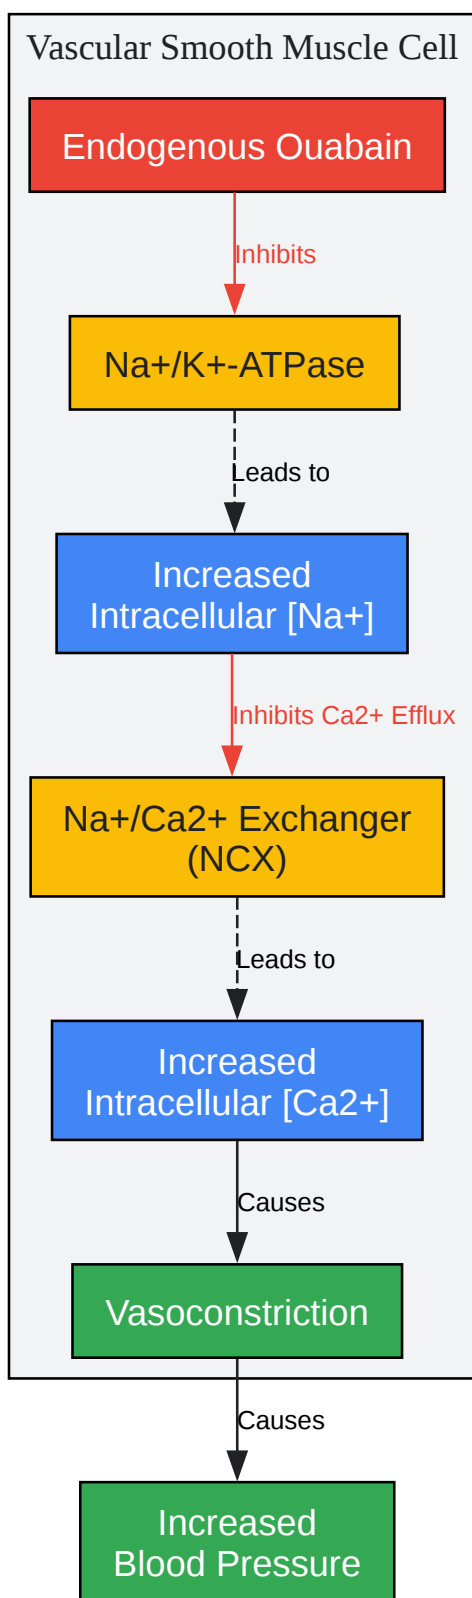 Vascular Smooth Muscle Cell
Endogenous Ouabain
Inhibits
Na+/K+-ATPase
Leads to
Increased
Intracellular [Na+]
Inhibits Ca2+ Efflux
Na+/Ca2+ Exchanger
(NCX)
Leads to
Increased
Intracellular [Ca2+]
Causes
Vasoconstriction
Causes
Increased
Blood Pressure